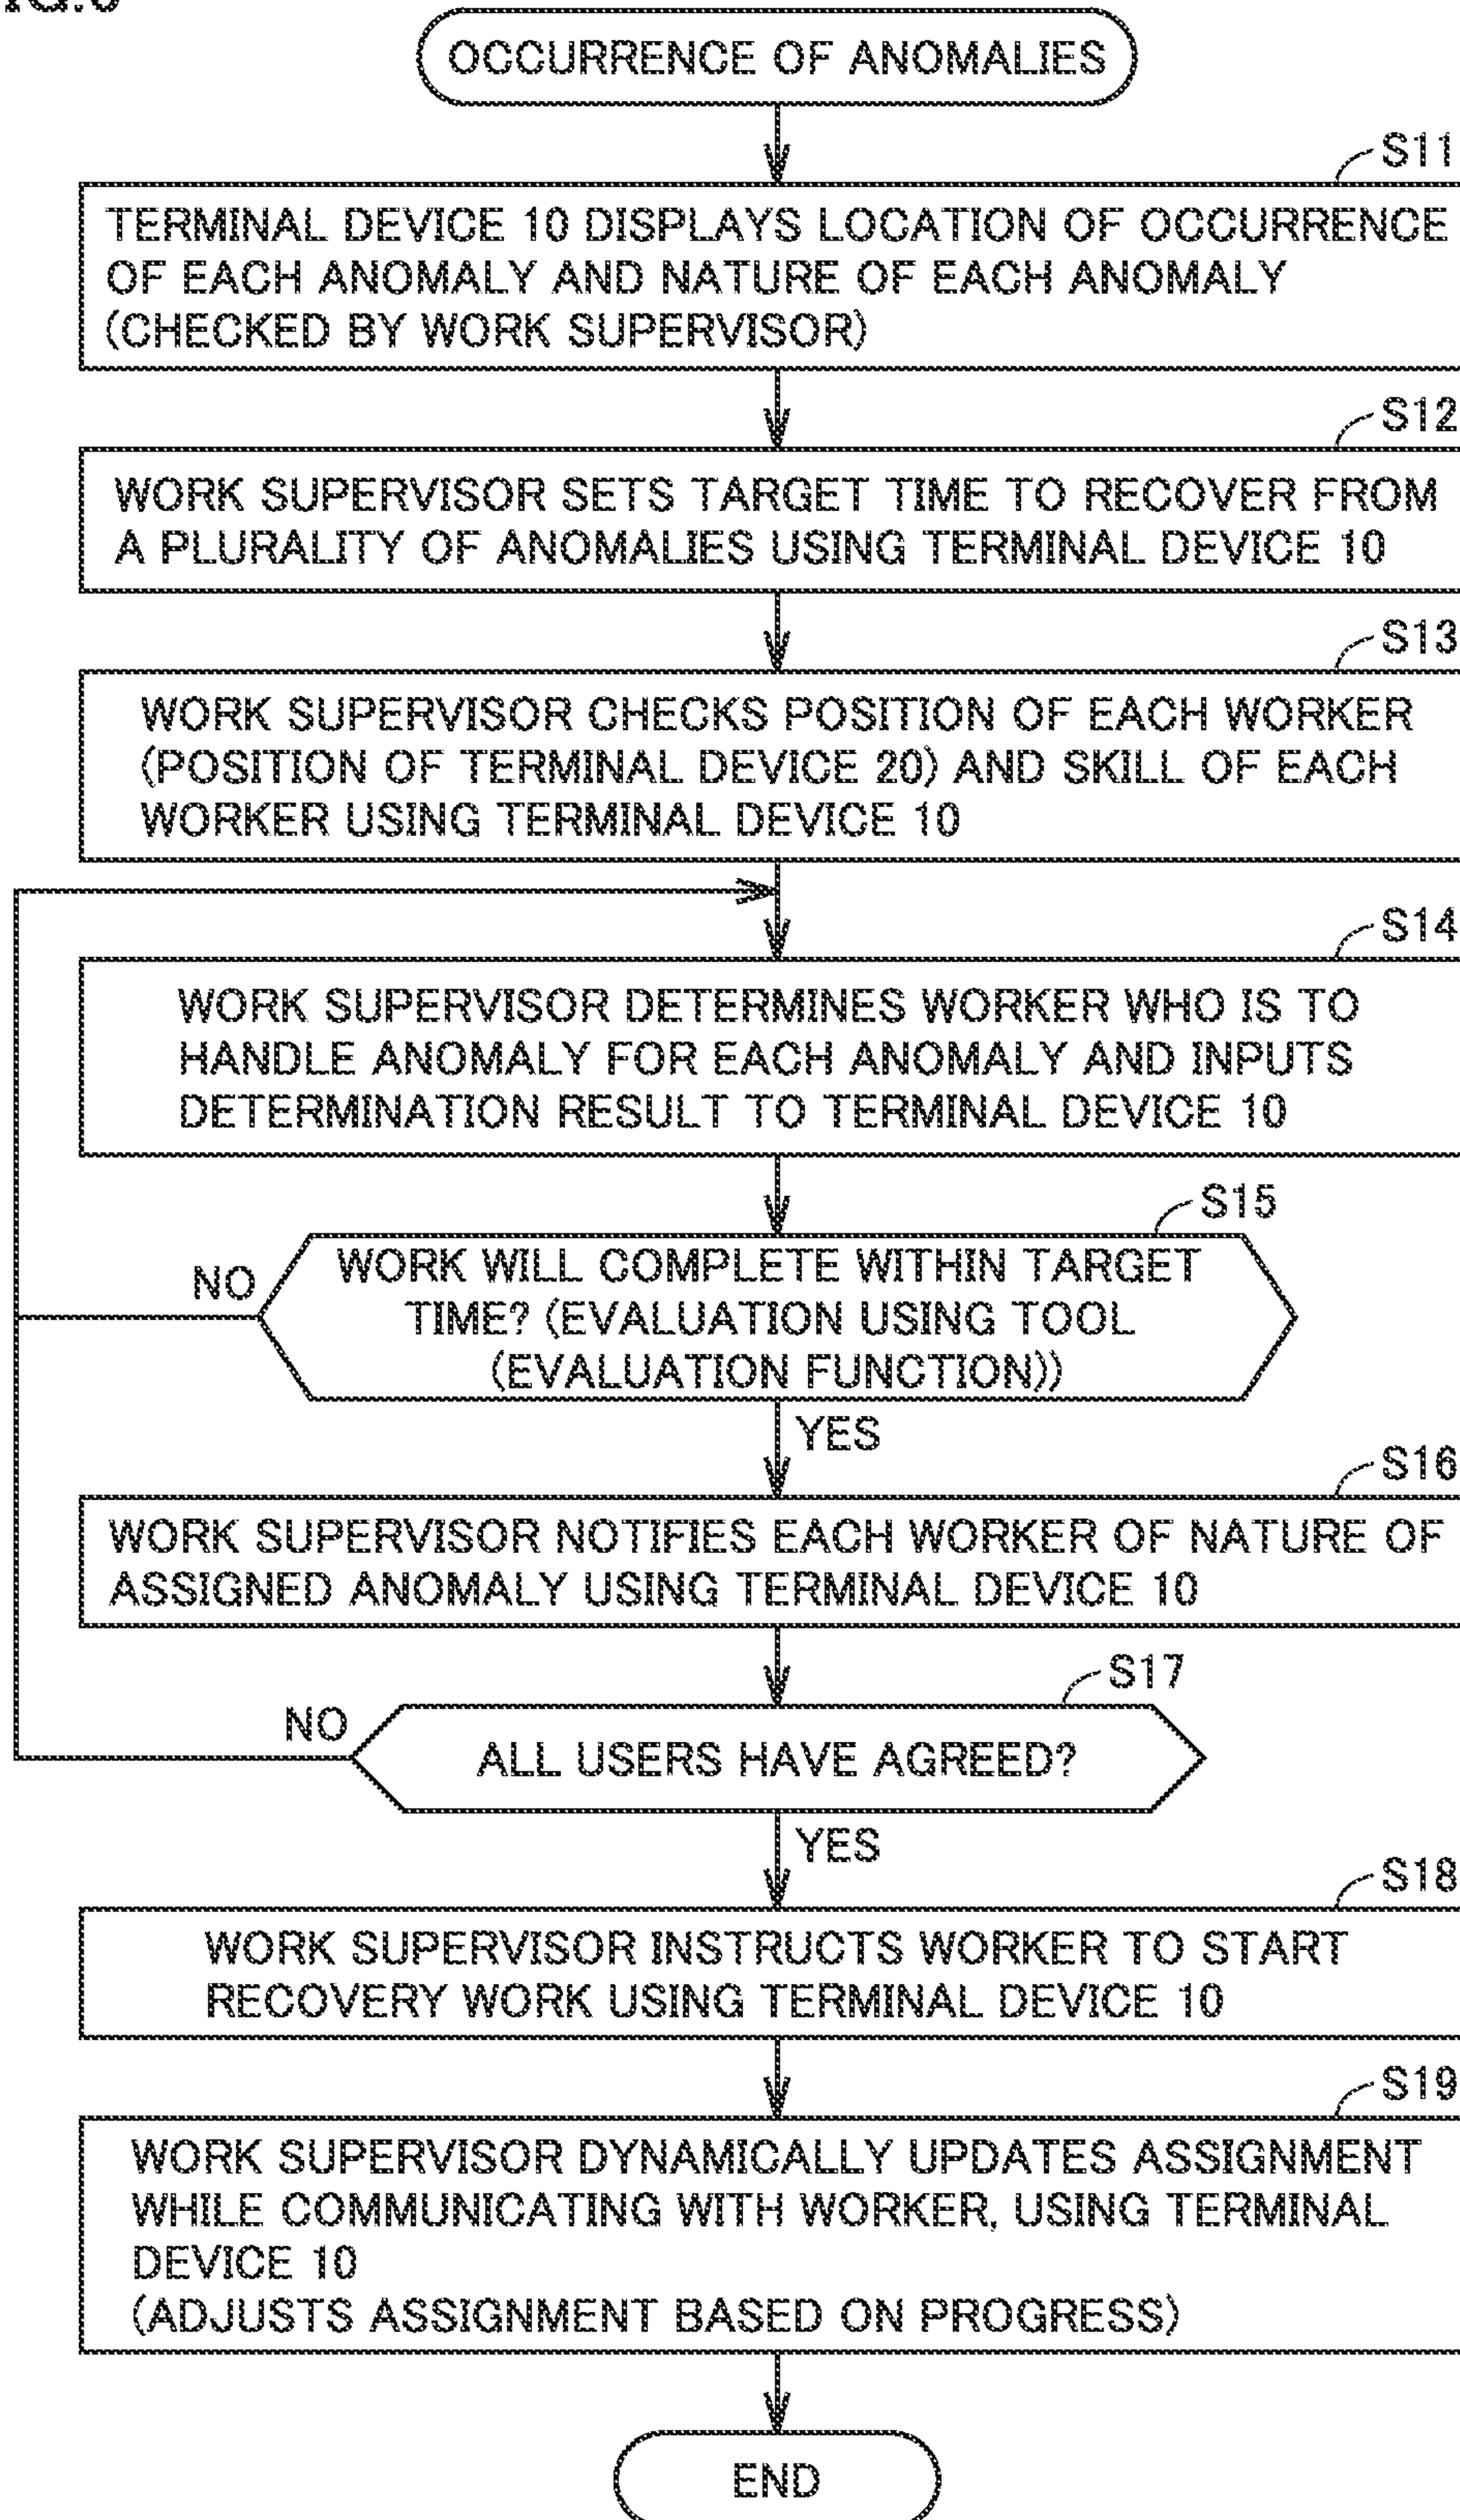 OCCURRENCE OF ANOMALIES
S11
TERMINAL DEVICE 10 DISPLAYS LOCATION OF OCCURRENCE
OF EACH ANOMALY AND NATURE OF EACH ANOMALY
(CHECKED BY WORK SUPERVISOR)
S12
WORK SUPERVISOR SETS TARGET TIME TO RECOVER FROM
A PLURALITY OF ANOMALIES USING TERMINAL DEVICE 10
S13
WORK SUPERVISOR CHECKS POSITION OF EACH WORKER
(POSITION OF TERMINAL DEVICE 20) AND SKILL OF EACH
WORKER USING TERMINAL DEVICE 10
S14
WORK SUPERVISOR DETERMINES WORKER WHO IS TO
HANDLE ANOMALY FOR EACH ANOMALY AND INPUTS
DETERMINATION RESULT TO TERMINAL DEVICE 10
S15
NO
WORK WILL COMPLETE WITHIN TARGET
TIME? (EVALUATION USING TOOL
(EVALUATION FUNCTION))
YES
S16
WORK SUPERVISOR NOTIFIES EACH WORKER OF NATURE OF
ASSIGNED ANOMALY USING TERMINAL DEVICE 10
S17
NO
ALL USERS HAVE AGREED?
YES
S18
WORK SUPERVISOR INSTRUCTS WORKER TO START
RECOVERY WORK USING TERMINAL DEVICE 10
S19
WORK SUPERVISOR DYNAMICALLY UPDATES ASSIGNMENT
WHILE COMMUNICATING WITH WORKER, USING TERMINAL
DEVICE 10
(ADJUSTS ASSIGNMENT BASED ON PROGRESS)
END